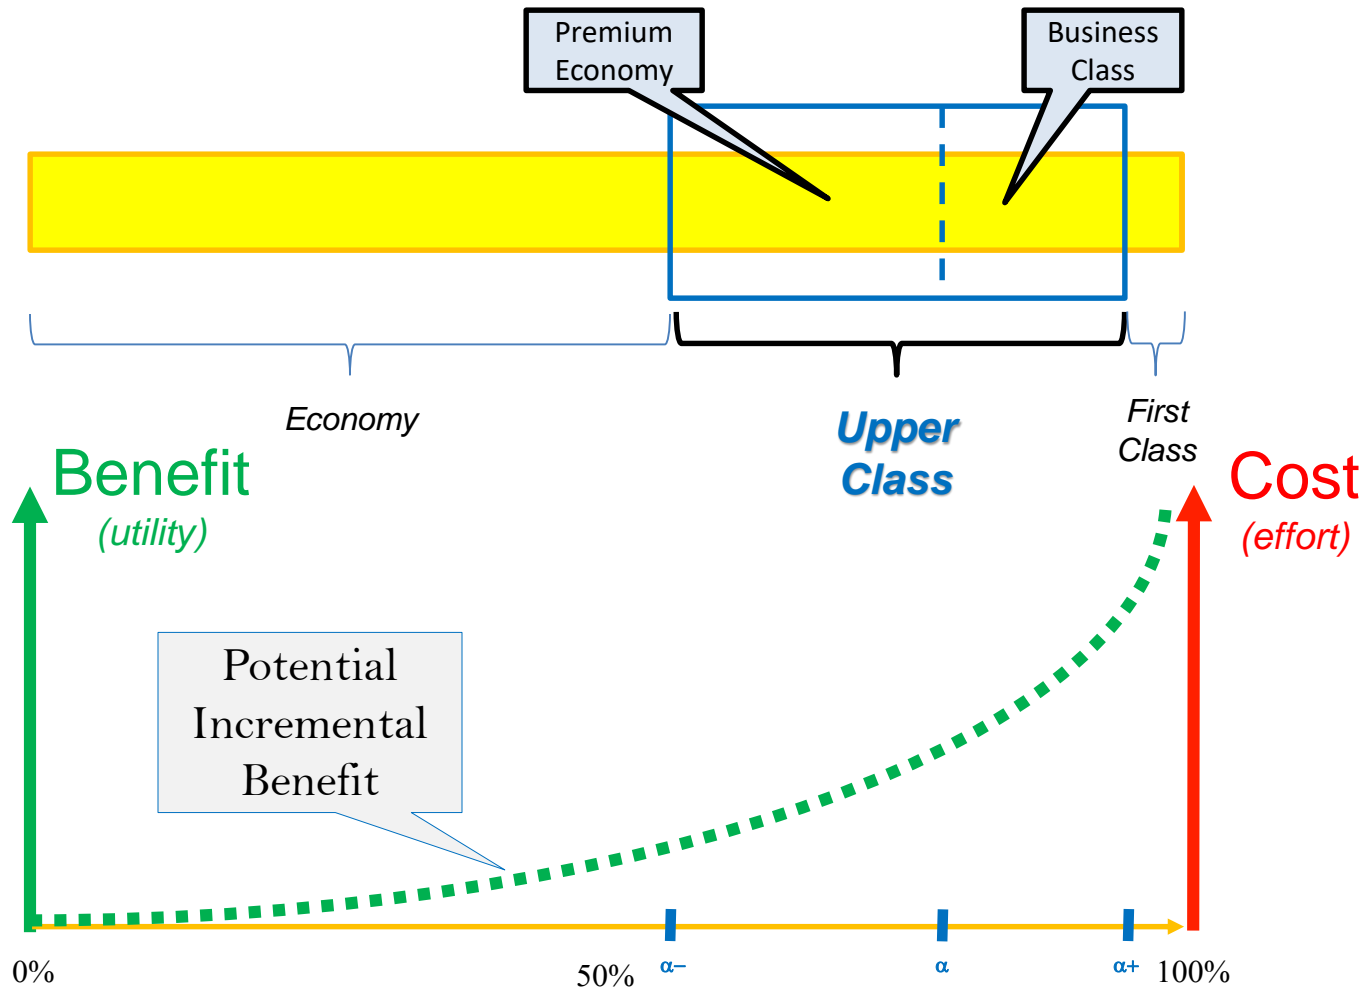 Premium
Economy
Business
Class
Economy
Upper
Class
First
Class
Benefit
(utility)
Cost
(effort)
Potential
Incremental
Benefit
0%
50%
α−
α
α+
100%